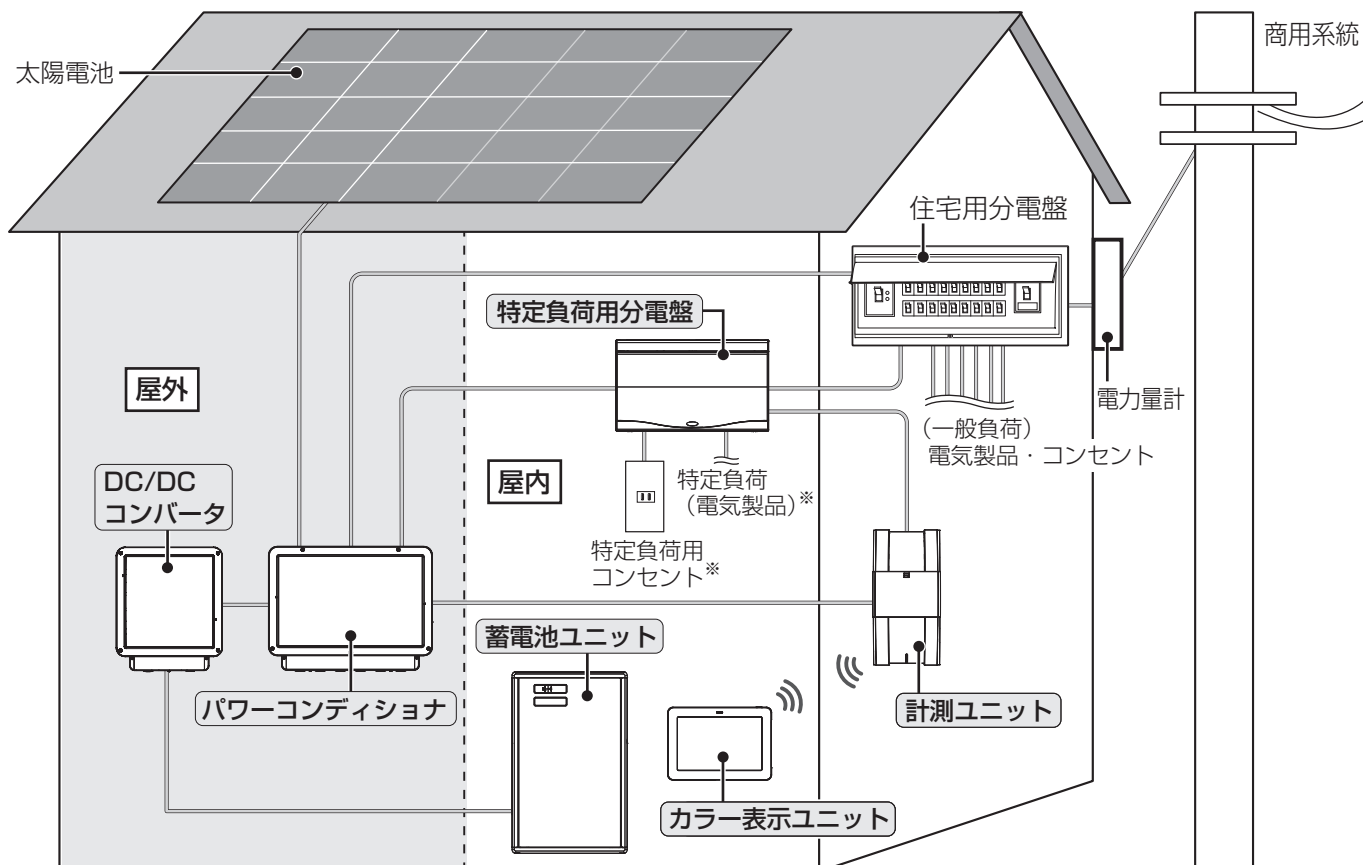 商用系統
太陽電池
住宅用分電盤
特定負荷用分電盤
屋外
電力量計
(一般負荷)
電気製品・コンセント
DC/DC
コンバータ
屋内
特定負荷
(電気製品)※
特定負荷用
コンセント※
蓄電池ユニット
パワーコンディショナ
計測ユニット
カラー表示ユニット